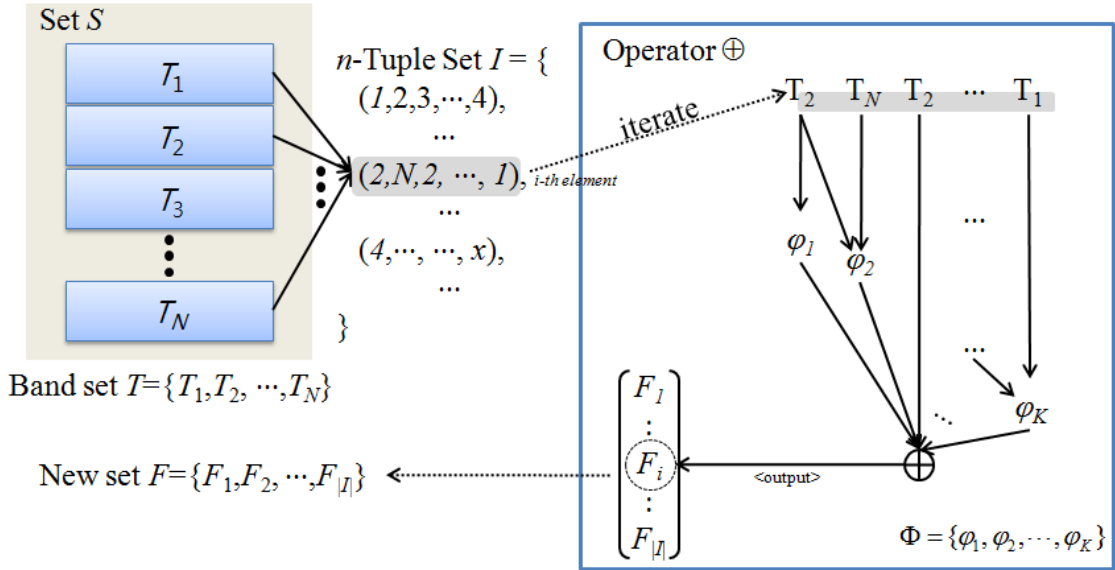 Set S
T1
T2
T3
TN
Band set T={T1,T2, ⋯,TN}
New set F={F1,F2, ⋯,F|I|}
n-Tuple Set I = {
(1,2,3,⋯,4),
⋯
(2,N,2, ⋯, 1), i-th element
⋯
(4,⋯, ⋯, x),
⋯
}
iterate
Operator ⊕
T2 TN T2 ⋯ T1
⋯
φ1
φ2
⋯
φK
⋱
F1
⋮
Fi
⋮
F|I|
<output>
Φ = {φ1, φ2, ⋯, φK}